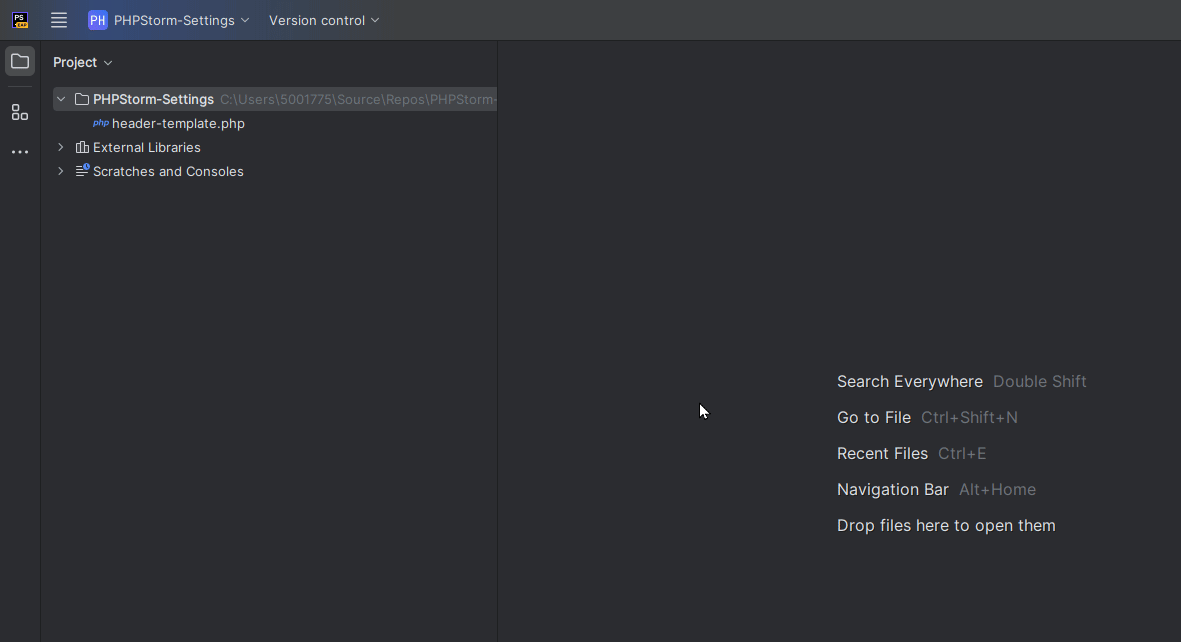 PS
EAP
PH PHPStorm-Settings Version control
Project
PHPStorm-Settings C:\Users\5001775\Source\Repos\PHPStorm-
php header-template.php
External Libraries
Scratches and Consoles
Search Everywhere Double Shift
Go to File Ctrl+Shift+N
Recent Files Ctrl+E
Navigation Bar Alt+Home
Drop files here to open them